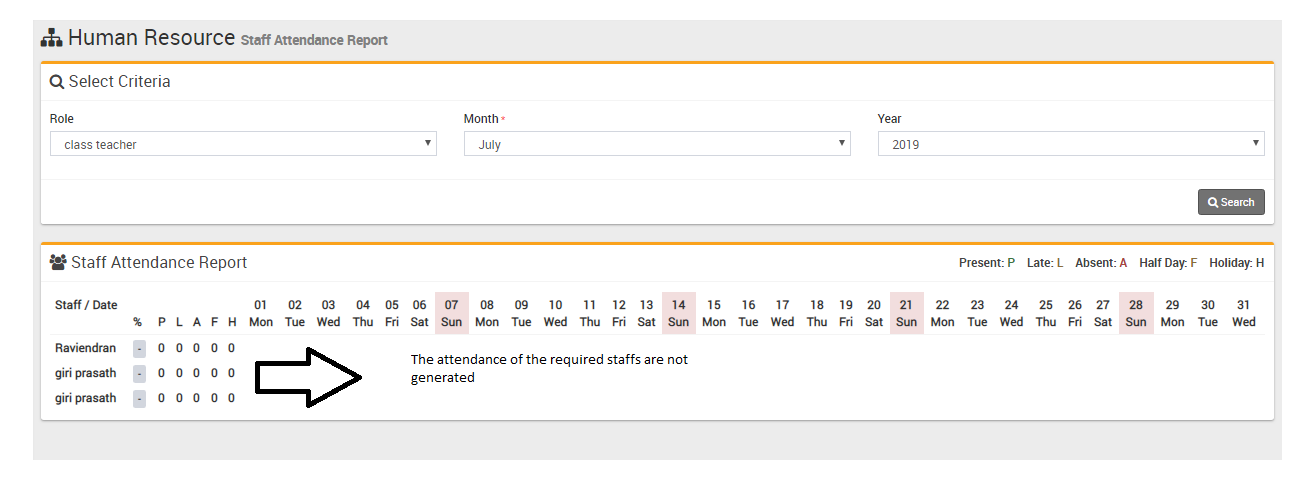 Human Resource Staff Attendance Report
Select Criteria
Role Month * Year
class teacher July 2019
Search
Staff Attendance Report Present: P Late: L Absent: A Half Day: F Holiday: H
Staff / Date 01 02 03 04 05 06 07 08 09 10 11 12 13 14 15 16 17 18 19 20 21 22 23 24 25 26 27 28 29 30 31
% P L A F H Mon Tue Wed Thu Fri Sat Sun Mon Tue Wed Thu Fri Sat Sun Mon Tue Wed Thu Fri Sat Sun Mon Tue Wed Thu Fri Sat Sun Mon Tue Wed
Raviendran - 0 0 0 0 0
giri prasath - 0 0 0 0 0
giri prasath - 0 0 0 0 0
The attendance of the required staffs are not
generated